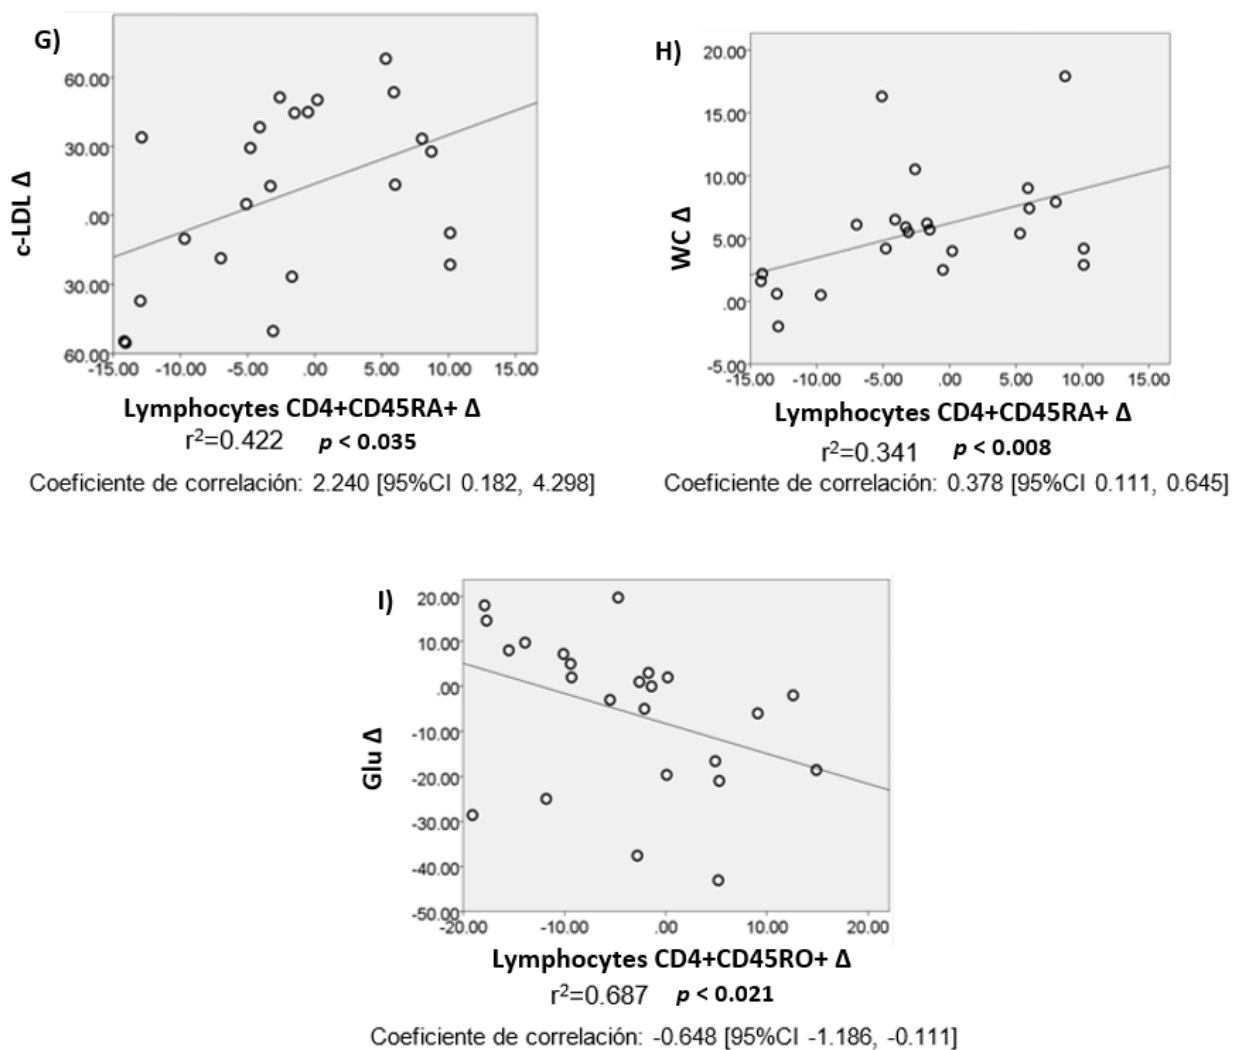 G)
c-LDL Δ
60.00
30.00
.00
30.00
60.00
-15.00 -10.00 -5.00 .00 5.00 10.00 15.00
Lymphocytes CD4+CD45RA+ Δ
r²=0.422 p < 0.035
Coeficiente de correlación: 2.240 [95%CI 0.182, 4.298]
H)
WC Δ
20.00
15.00
10.00
5.00
.00
-5.00
-15.00 -10.00 -5.00 .00 5.00 10.00 15.00
Lymphocytes CD4+CD45RA+ Δ
r²=0.341 p < 0.008
Coeficiente de correlación: 0.378 [95%CI 0.111, 0.645]
I)
Glu Δ
20.00
10.00
.00
-10.00
-20.00
-30.00
-40.00
-50.00
-20.00 -10.00 .00 10.00 20.00
Lymphocytes CD4+CD45RO+ Δ
r²=0.687 p < 0.021
Coeficiente de correlación: -0.648 [95%CI -1.186, -0.111]